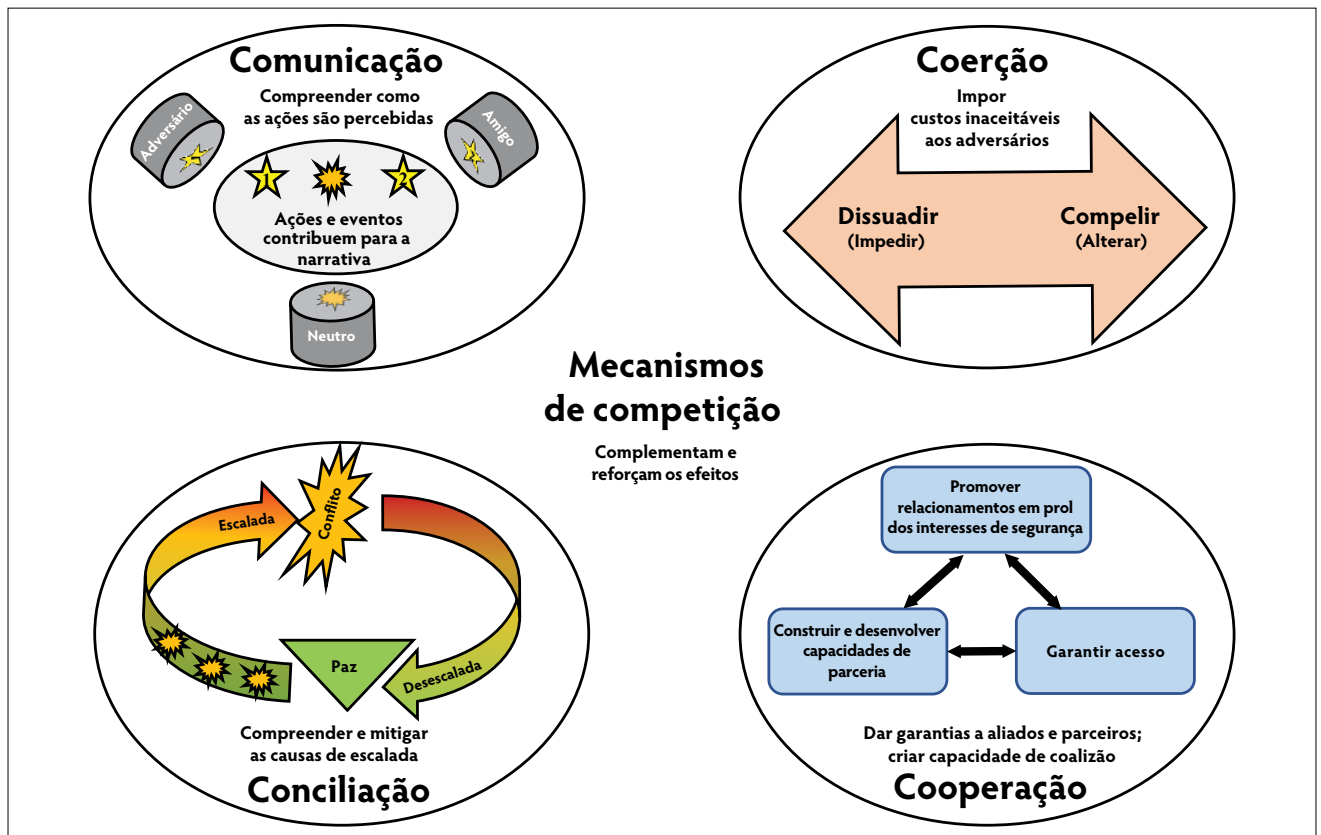 Comunicação
Compreender como
as ações são percebidas
Adversário
Amigo
1
2
Ações e eventos
contribuem para a
narrativa
Neutro
Coerção
Impor
custos inaceitáveis
aos adversários
Dissuadir
(Impedir)
Compelir
(Alterar)
Mecanismos
de competição
Complementam e
reforçam os efeitos
Escalada
Conflito
Paz
Desescalada
Compreender e mitigar
as causas de escalada
Conciliação
Promover
relacionamentos em prol
dos interesses de segurança
Construir e desenvolver
capacidades de
parceria
Garantir acesso
Dar garantias a aliados e parceiros;
criar capacidade de coalizão
Cooperação